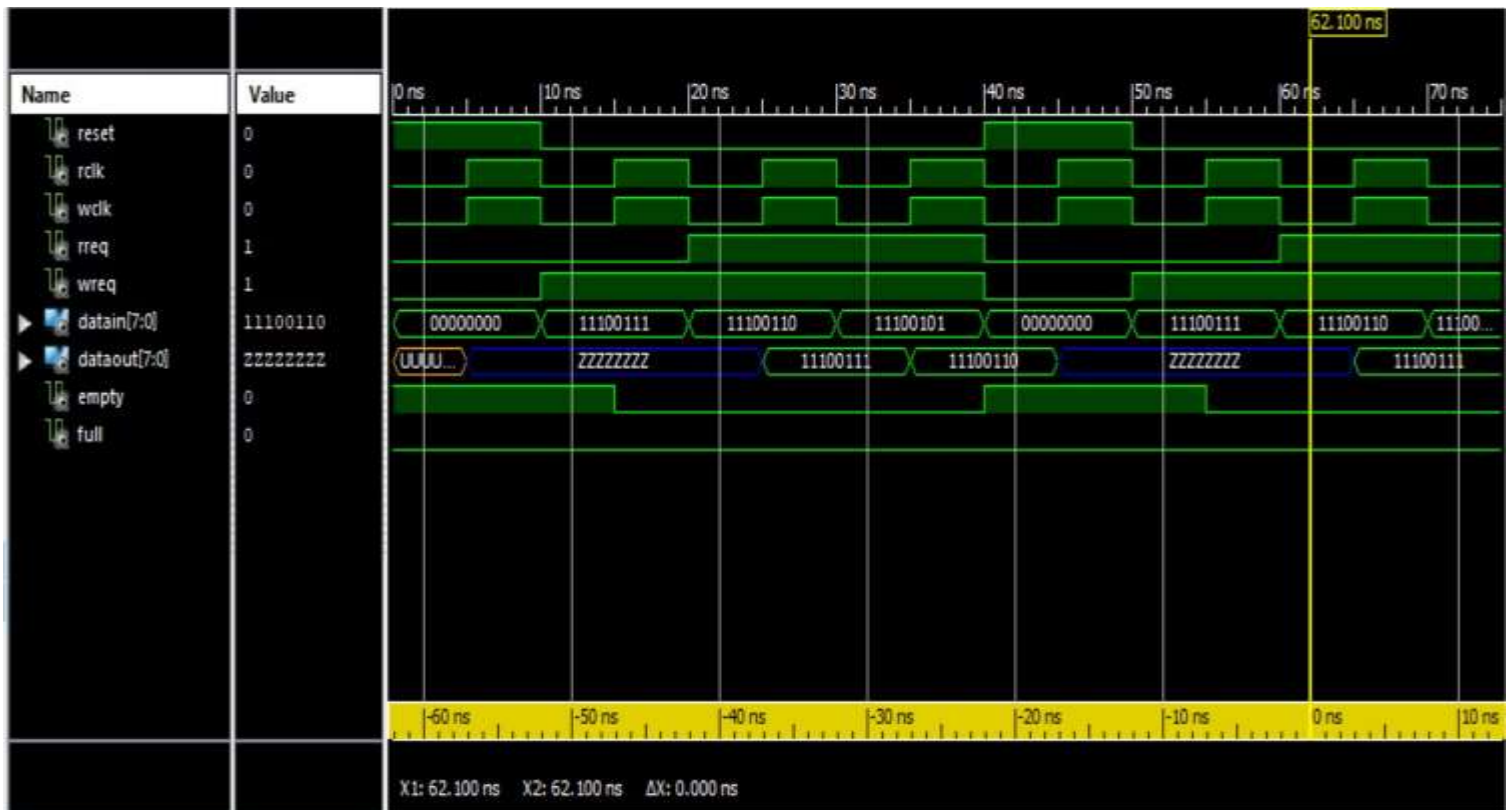 62.100 ns
Name Value 0 ns 10 ns 20 ns 30 ns 40 ns 50 ns 60 ns 70 ns
reset 0
rclk 0
wclk 0
rreq 1
wreq 1
datain[7:0] 11100110 00000000 11100111 11100110 11100101 00000000 11100111 11100110 11100...
dataout[7:0] ZZZZZZZZ UUUU... ZZZZZZZZ 11100111 11100110 ZZZZZZZZ 11100111
empty 0
full 0
-60 ns -50 ns -40 ns -30 ns -20 ns -10 ns 0 ns 10 ns
X1: 62.100 ns X2: 62.100 ns ΔX: 0.000 ns